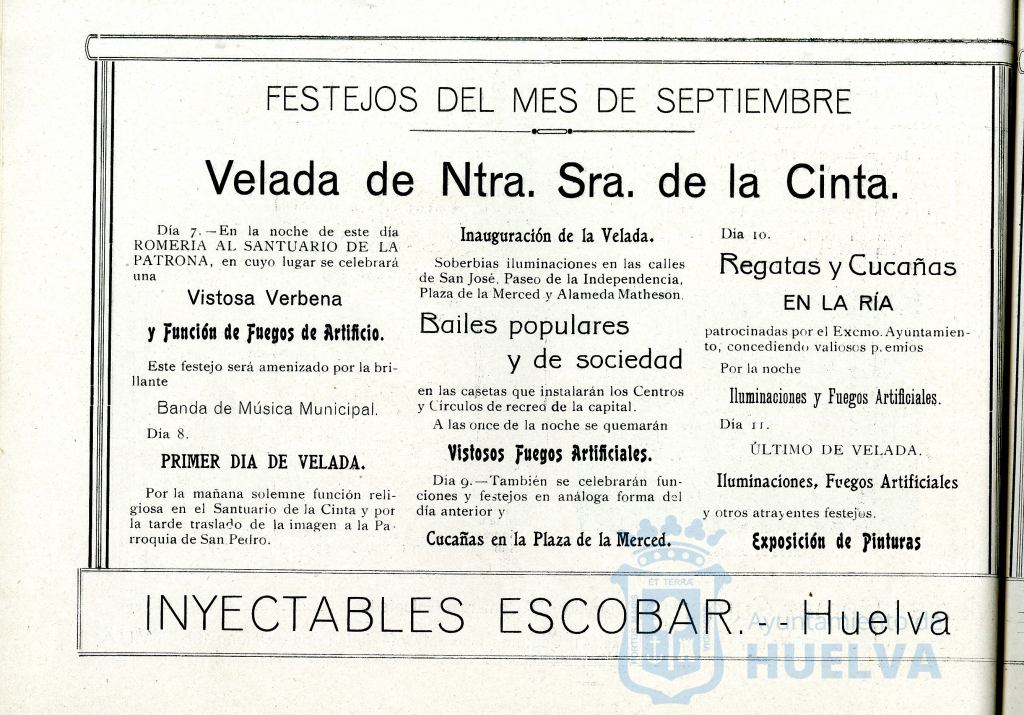 FESTEJOS DEL MES DE SEPTIEMBRE
Velada de Ntra. Sra. de la Cinta.
Día 7.—En la noche de este día
ROMERIA AL SANTUARIO DE LA
PATRONA, en cuyo lugar se celebrará
una
Vistosa Verbena
y Función de Fuegos de Artificio.
Este festejo será amenizado por la bri-
llante
Banda de Música Municipal.
Dia 8.
PRIMER DIA DE VELADA.
Por la mañana solemne función reli-
giosa en el Santuario de la Cinta y por
la tarde traslado de la imagen a la Pa-
rroquia de San Pedro.
Inauguración de la Velada.
Soberbias iluminaciones en las calles
de San José, Paseo de la Independencia,
Plaza de la Merced y Alameda Matheson.
Bailes populares
y de sociedad
en las casetas que instalarán los Centros
y Círculos de recreo de la capital.
A las once de la noche se quemarán
Vistosos Fuegos Artificiales.
Dia 9.—También se celebrarán fun-
ciones y festejos en análoga forma del
día anterior y
Cucañas en la Plaza de la Merced.
Dia 10.
Regatas y Cucañas
EN LA RÍA
patrocinadas por el Excmo. Ayuntamien-
to, concediendo valiosos p.emios
Por la noche
Iluminaciones y Fuegos Artificiales.
Dia 11.
ÚLTIMO DE VELADA.
Iluminaciones, Fuegos Artificiales
y otros atrayentes festejos.
Exposición de Pinturas
INYECTABLES ESCOBAR.--Huelva
ET TERRÆ
Ayuntamiento de
HUELVA